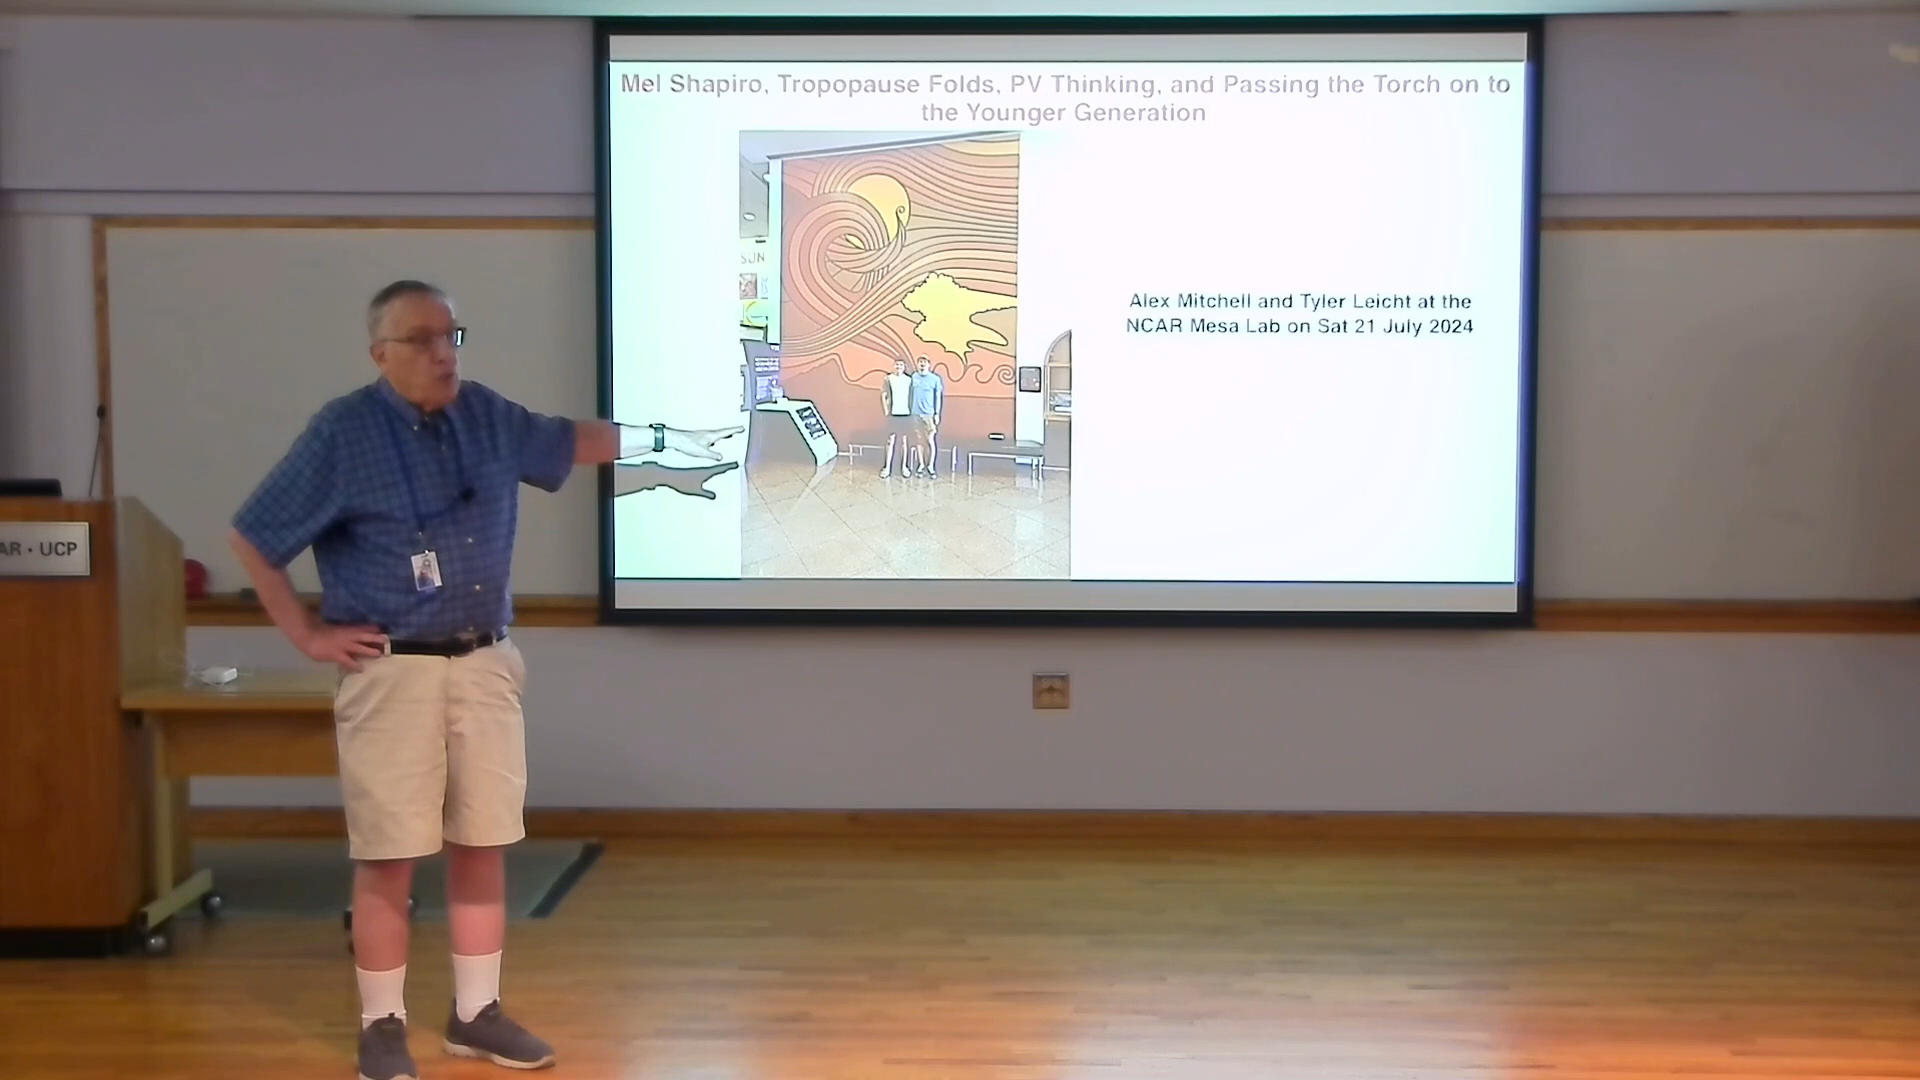 Mel Shapiro, Tropopause Folds, PV Thinking, and Passing the Torch on to
the Younger Generation
SUN
Alex Mitchell and Tyler Leicht at the
NCAR Mesa Lab on Sat 21 July 2024
AR • UCP